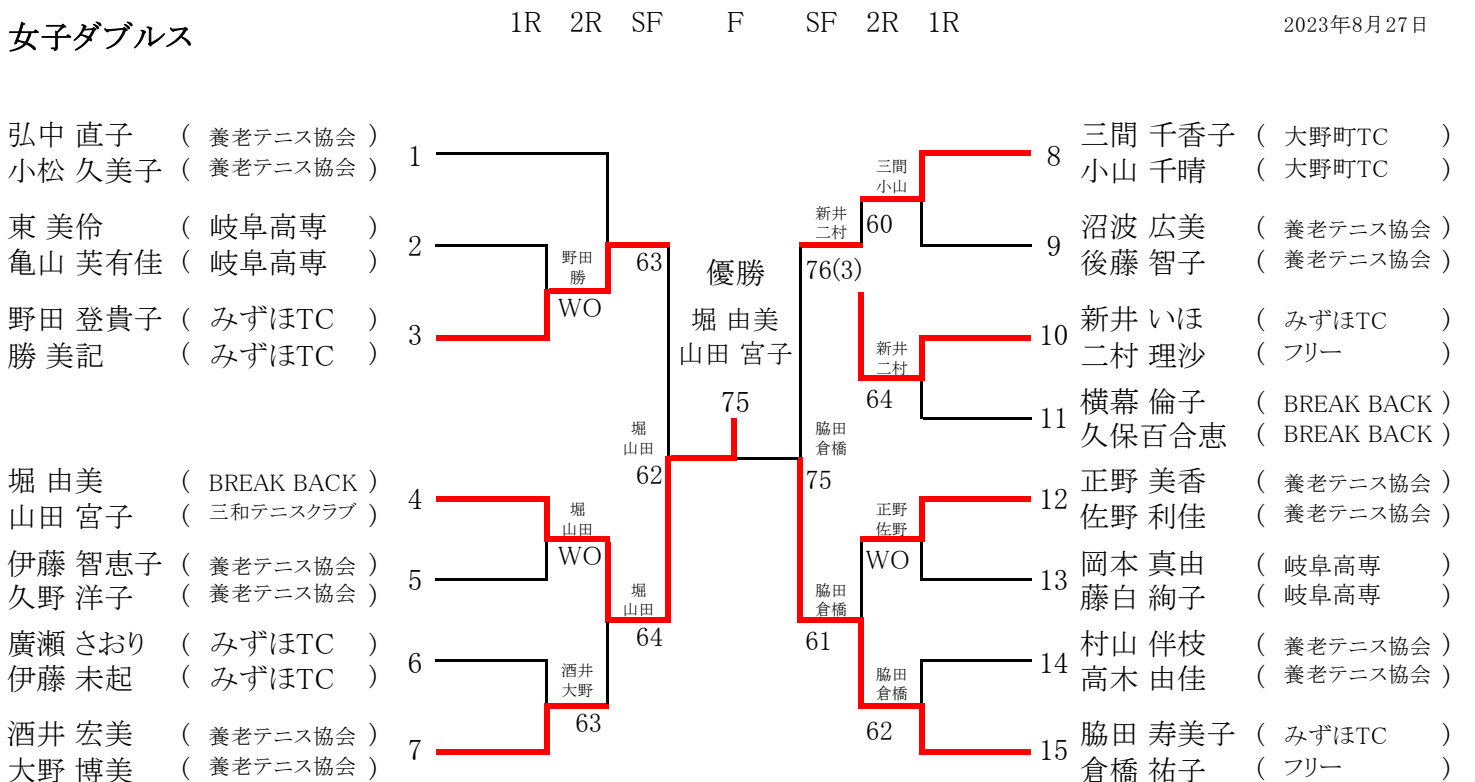 女子ダブルス
1R 2R SF F SF 2R 1R
2023年8月27日
弘中 直子 ( 養老テニス協会 )
小松 久美子 ( 養老テニス協会 )
1
東 美伶 ( 岐阜高専 )
亀山 芙有佳 ( 岐阜高専 )
2
野田 登貴子 ( みずほTC )
勝 美記 ( みずほTC )
3
堀 由美 ( BREAK BACK )
山田 宮子 ( 三和テニスクラブ )
4
伊藤 智恵子 ( 養老テニス協会 )
久野 洋子 ( 養老テニス協会 )
5
廣瀬 さおり ( みずほTC )
伊藤 未起 ( みずほTC )
6
酒井 宏美 ( 養老テニス協会 )
大野 博美 ( 養老テニス協会 )
7
野田
勝
WO
堀
山田
WO
酒井
大野
63
63
堀
山田
64
堀
山田
62
優勝
堀 由美
山田 宮子
75
新井
二村
76(3)
脇田
倉橋
75
脇田
倉橋
61
三間
小山
60
新井
二村
64
正野
佐野
WO
脇田
倉橋
62
8
三間 千香子 ( 大野町TC )
小山 千晴 ( 大野町TC )
9
沼波 広美 ( 養老テニス協会 )
後藤 智子 ( 養老テニス協会 )
10
新井 いほ ( みずほTC )
二村 理沙 ( フリー )
11
横幕 倫子 ( BREAK BACK )
久保百合恵 ( BREAK BACK )
12
正野 美香 ( 養老テニス協会 )
佐野 利佳 ( 養老テニス協会 )
13
岡本 真由 ( 岐阜高専 )
藤白 絢子 ( 岐阜高専 )
14
村山 伴枝 ( 養老テニス協会 )
高木 由佳 ( 養老テニス協会 )
15
脇田 寿美子 ( みずほTC )
倉橋 祐子 ( フリー )